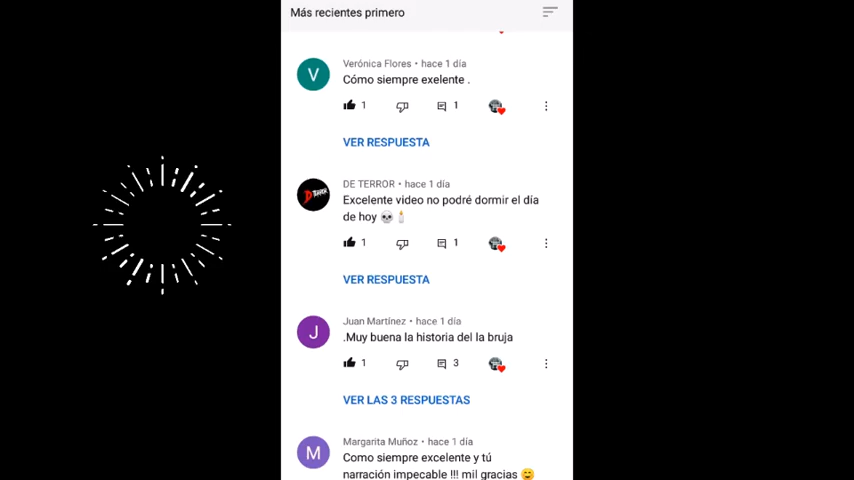 Más recientes primero
Verónica Flores • hace 1 día
Cómo siempre exelente .
1 1
VER RESPUESTA
DE TERROR • hace 1 día
Excelente video no podré dormir el día
de hoy 💀🕯️
1 1
VER RESPUESTA
Juan Martínez • hace 1 día
.Muy buena la historia del la bruja
1 3
VER LAS 3 RESPUESTAS
Margarita Muñoz • hace 1 día
Como siempre excelente y tú
narración impecable !!! mil gracias 😊
V
D TERROR
J
M